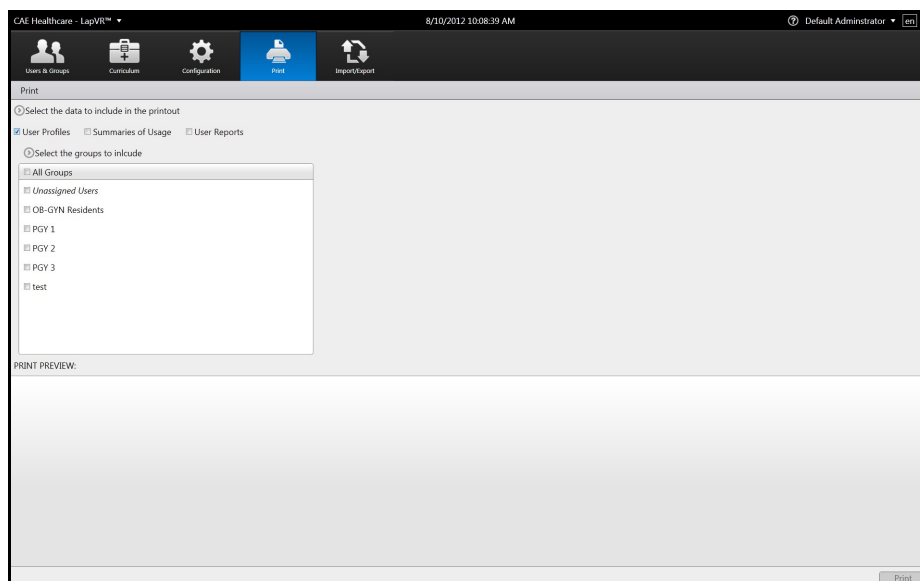 CAE Healthcare - LapVR™ 8/10/2012 10:08:39 AM ? Default Adminstrator en
Users & Groups Curriculum Configuration Print Import/Export
Print
Select the data to include in the printout
User Profiles Summaries of Usage User Reports
Select the groups to inlcude
All Groups
Unassigned Users
OB-GYN Residents
PGY 1
PGY 2
PGY 3
test
PRINT PREVIEW:
Print